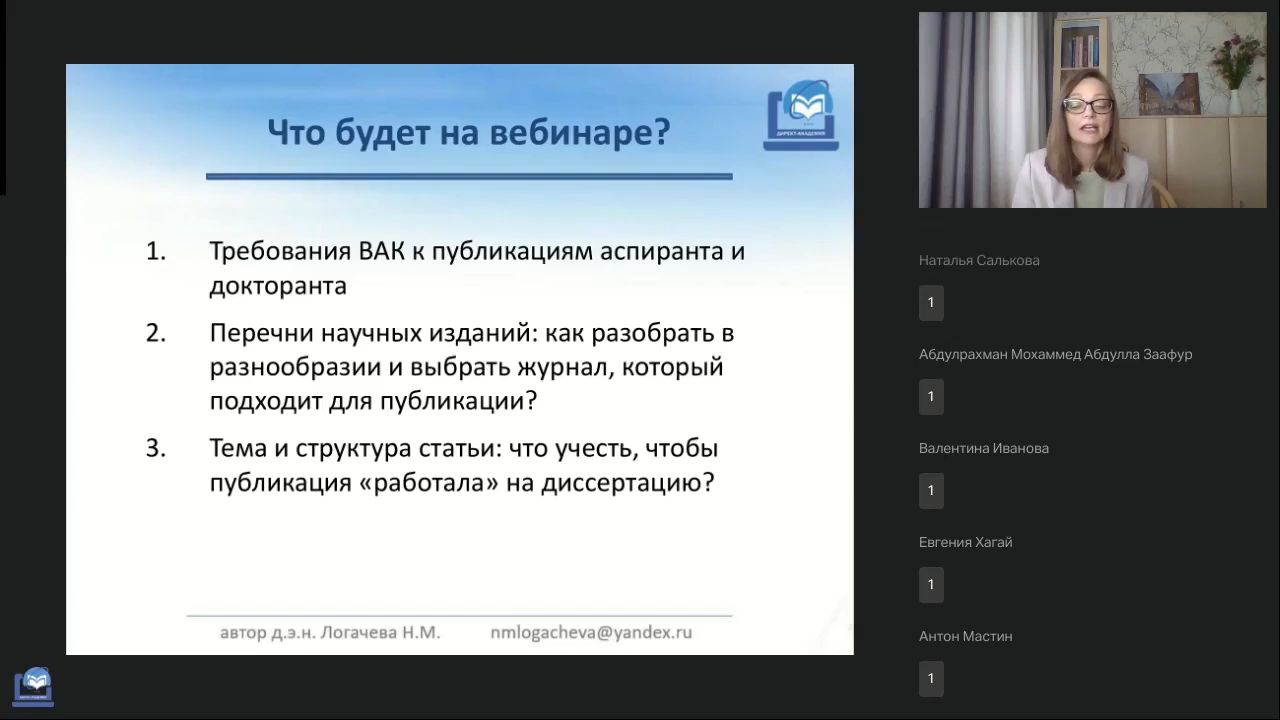 Что будет на вебинаре?
ДИРЕКТ-АКАДЕМИЯ
1. Требования ВАК к публикациям аспиранта и
докторанта
2. Перечни научных изданий: как разобрать в
разнообразии и выбрать журнал, который
подходит для публикации?
3. Тема и структура статьи: что учесть, чтобы
публикация «работала» на диссертацию?
автор д.э.н. Логачева Н.М. nmlogacheva@yandex.ru
Наталья Салькова
1
Абдулрахман Мохаммед Абдулла Заафур
1
Валентина Иванова
1
Евгения Хагай
1
Антон Мастин
1